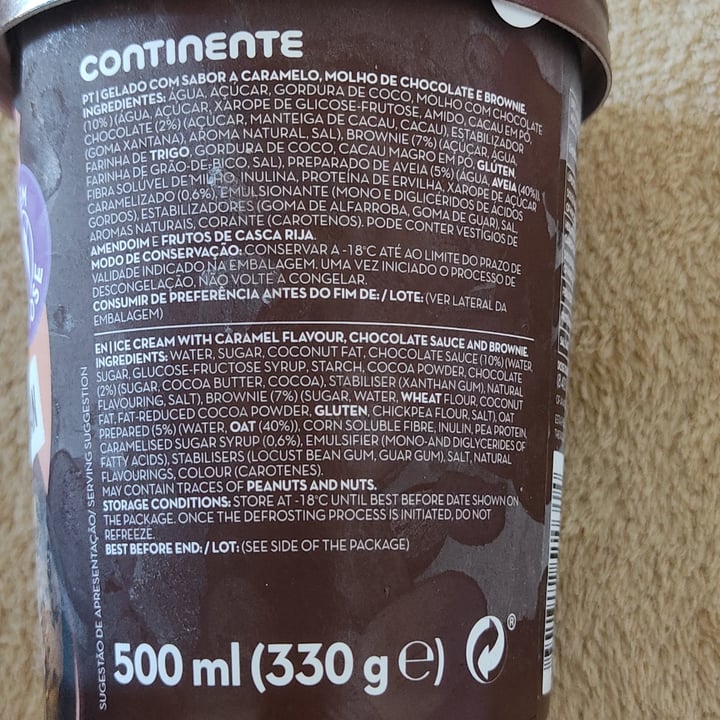 CONTINENTE
PT | GELADO COM SABOR A CARAMELO, MOLHO DE CHOCOLATE E BROWNIE.
INGREDIENTES: ÁGUA, AÇÚCAR, GORDURA DE COCO, MOLHO COM CHOCOLATE
(10%) (ÁGUA, AÇÚCAR, XAROPE DE GLICOSE-FRUTOSE, AMIDO, CACAU EM PÓ,
CHOCOLATE (2%) (AÇÚCAR, MANTEIGA DE CACAU, CACAU), ESTABILIZADOR
(GOMA XANTANA), AROMA NATURAL, SAL), BROWNIE (7%) (AÇÚCAR, ÁGUA,
FARINHA DE TRIGO, GORDURA DE COCO, CACAU MAGRO EM PÓ, GLÚTEN,
FARINHA DE GRÃO-DE-BICO, SAL), PREPARADO DE AVEIA (5%) (ÁGUA, AVEIA (40%)),
FIBRA SOLÚVEL DE MILHO, INULINA, PROTEÍNA DE ERVILHA, XAROPE DE AÇÚCAR
CARAMELIZADO (0,6%), EMULSIONANTE (MONO E DIGLICÉRIDOS DE ÁCIDOS
GORDOS), ESTABILIZADORES (GOMA DE ALFARROBA, GOMA DE GUAR), SAL,
AROMAS NATURAIS, CORANTE (CAROTENOS). PODE CONTER VESTÍGIOS DE
AMENDOIM E FRUTOS DE CASCA RIJA.
MODO DE CONSERVAÇÃO: CONSERVAR A -18°C ATÉ AO LIMITE DO PRAZO DE
VALIDADE INDICADO NA EMBALAGEM. UMA VEZ INICIADO O PROCESSO DE
DESCONGELAÇÃO, NÃO VOLTE A CONGELAR.
CONSUMIR DE PREFERÊNCIA ANTES DO FIM DE: / LOTE: (VER LATERAL DA
EMBALAGEM)
EN | ICE CREAM WITH CARAMEL FLAVOUR, CHOCOLATE SAUCE AND BROWNIE.
INGREDIENTS: WATER, SUGAR, COCONUT FAT, CHOCOLATE SAUCE (10%) (WATER,
SUGAR, GLUCOSE-FRUCTOSE SYRUP, STARCH, COCOA POWDER, CHOCOLATE
(2%) (SUGAR, COCOA BUTTER, COCOA), STABILISER (XANTHAN GUM), NATURAL
FLAVOURING, SALT), BROWNIE (7%) (SUGAR, WATER, WHEAT FLOUR, COCONUT
FAT, FAT-REDUCED COCOA POWDER, GLUTEN, CHICKPEA FLOUR, SALT), OAT
PREPARED (5%) (WATER, OAT (40%)), CORN SOLUBLE FIBRE, INULIN, PEA PROTEIN,
CARAMELISED SUGAR SYRUP (0,6%), EMULSIFIER (MONO- AND DIGLYCERIDES OF
FATTY ACIDS), STABILISERS (LOCUST BEAN GUM, GUAR GUM), SALT, NATURAL
FLAVOURINGS, COLOUR (CAROTENES).
MAY CONTAIN TRACES OF PEANUTS AND NUTS.
STORAGE CONDITIONS: STORE AT -18°C UNTIL BEST BEFORE DATE SHOWN ON
THE PACKAGE. ONCE THE DEFROSTING PROCESS IS INITIATED, DO NOT
REFREEZE.
BEST BEFORE END: / LOT: (SEE SIDE OF THE PACKAGE)
SUGESTÃO DE APRESENTAÇÃO / SERVING SUGGESTION
500 ml (330 g e)
®